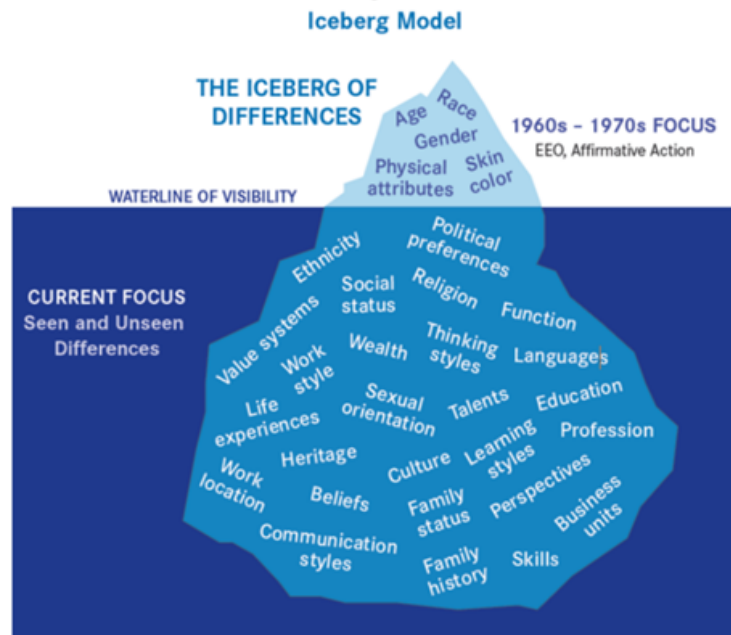 Iceberg Model
THE ICEBERG OF
DIFFERENCES
Age
Race
Gender
Physical
attributes
Skin
color
1960s – 1970s FOCUS
EEO, Affirmative Action
WATERLINE OF VISIBILITY
CURRENT FOCUS
Seen and Unseen
Differences
Ethnicity
Political
preferences
Social
status
Religion
Function
Value systems
Work
style
Wealth
Thinking
styles
Languages
Life
experiences
Sexual
orientation
Talents
Education
Heritage
Culture
Learning
styles
Profession
Work
location
Beliefs
Family
status
Perspectives
Business
units
Communication
styles
Family
history
Skills